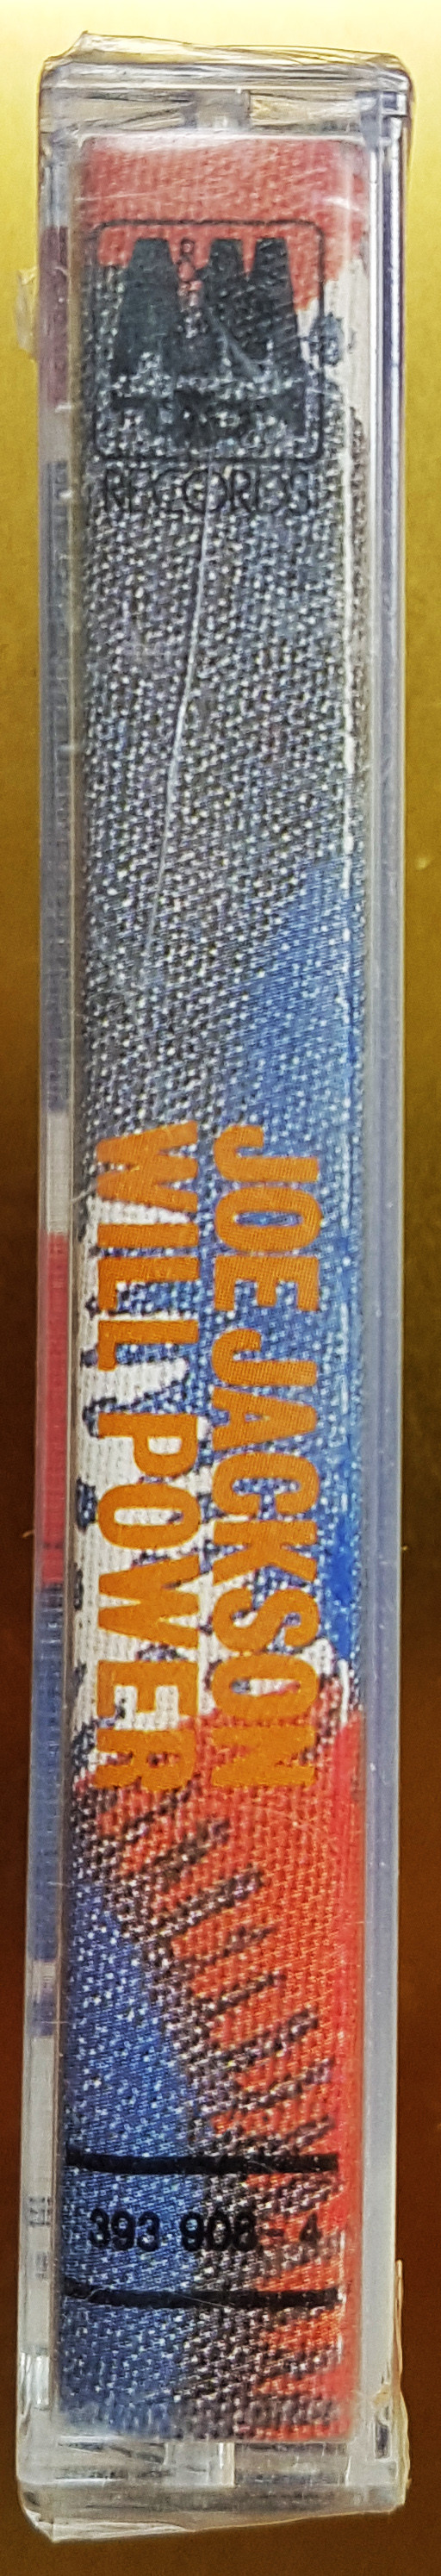 RECORDS
JOE JACKSON
WILL POWER
393 908-4